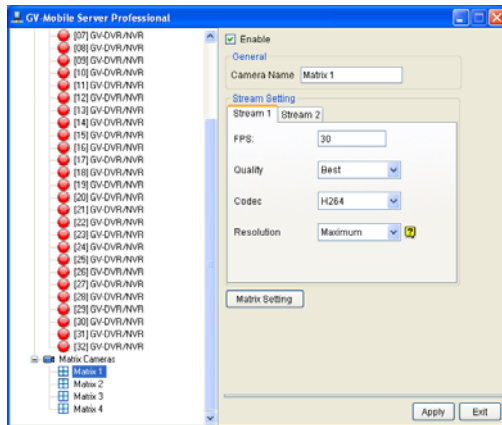 GV-Mobile Server Professional
[07] GV-DVR/NVR
[08] GV-DVR/NVR
[09] GV-DVR/NVR
[10] GV-DVR/NVR
[11] GV-DVR/NVR
[12] GV-DVR/NVR
[13] GV-DVR/NVR
[14] GV-DVR/NVR
[15] GV-DVR/NVR
[16] GV-DVR/NVR
[17] GV-DVR/NVR
[18] GV-DVR/NVR
[19] GV-DVR/NVR
[20] GV-DVR/NVR
[21] GV-DVR/NVR
[22] GV-DVR/NVR
[23] GV-DVR/NVR
[24] GV-DVR/NVR
[25] GV-DVR/NVR
[26] GV-DVR/NVR
[27] GV-DVR/NVR
[28] GV-DVR/NVR
[29] GV-DVR/NVR
[30] GV-DVR/NVR
[31] GV-DVR/NVR
[32] GV-DVR/NVR
Matrix Cameras
Matrix 1
Matrix 2
Matrix 3
Matrix 4
Enable
General
Camera Name Matrix 1
Stream Setting
Stream 1 Stream 2
FPS: 30
Quality Best
Codec H264
Resolution Maximum ?
Matrix Setting
Apply Exit